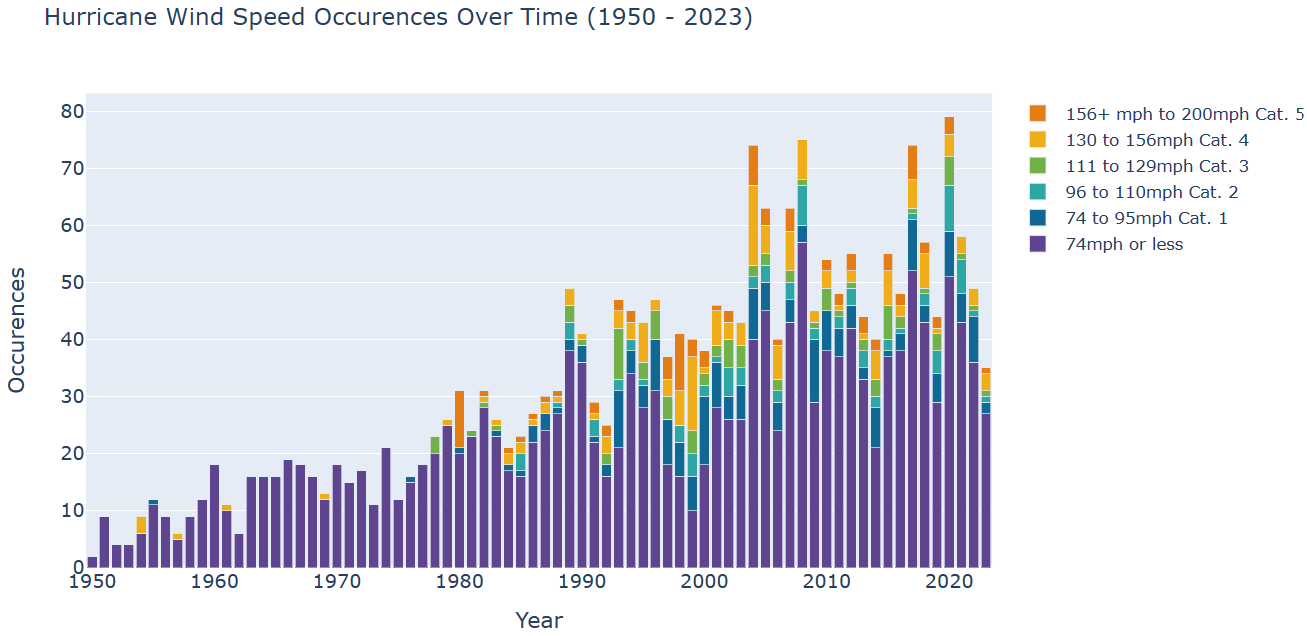 Hurricane Wind Speed Occurences Over Time (1950 - 2023)
80
70
60
50
40
30
20
10
0
Occurences
1950 1960 1970 1980 1990 2000 2010 2020
Year
156+ mph to 200mph Cat. 5
130 to 156mph Cat. 4
111 to 129mph Cat. 3
96 to 110mph Cat. 2
74 to 95mph Cat. 1
74mph or less